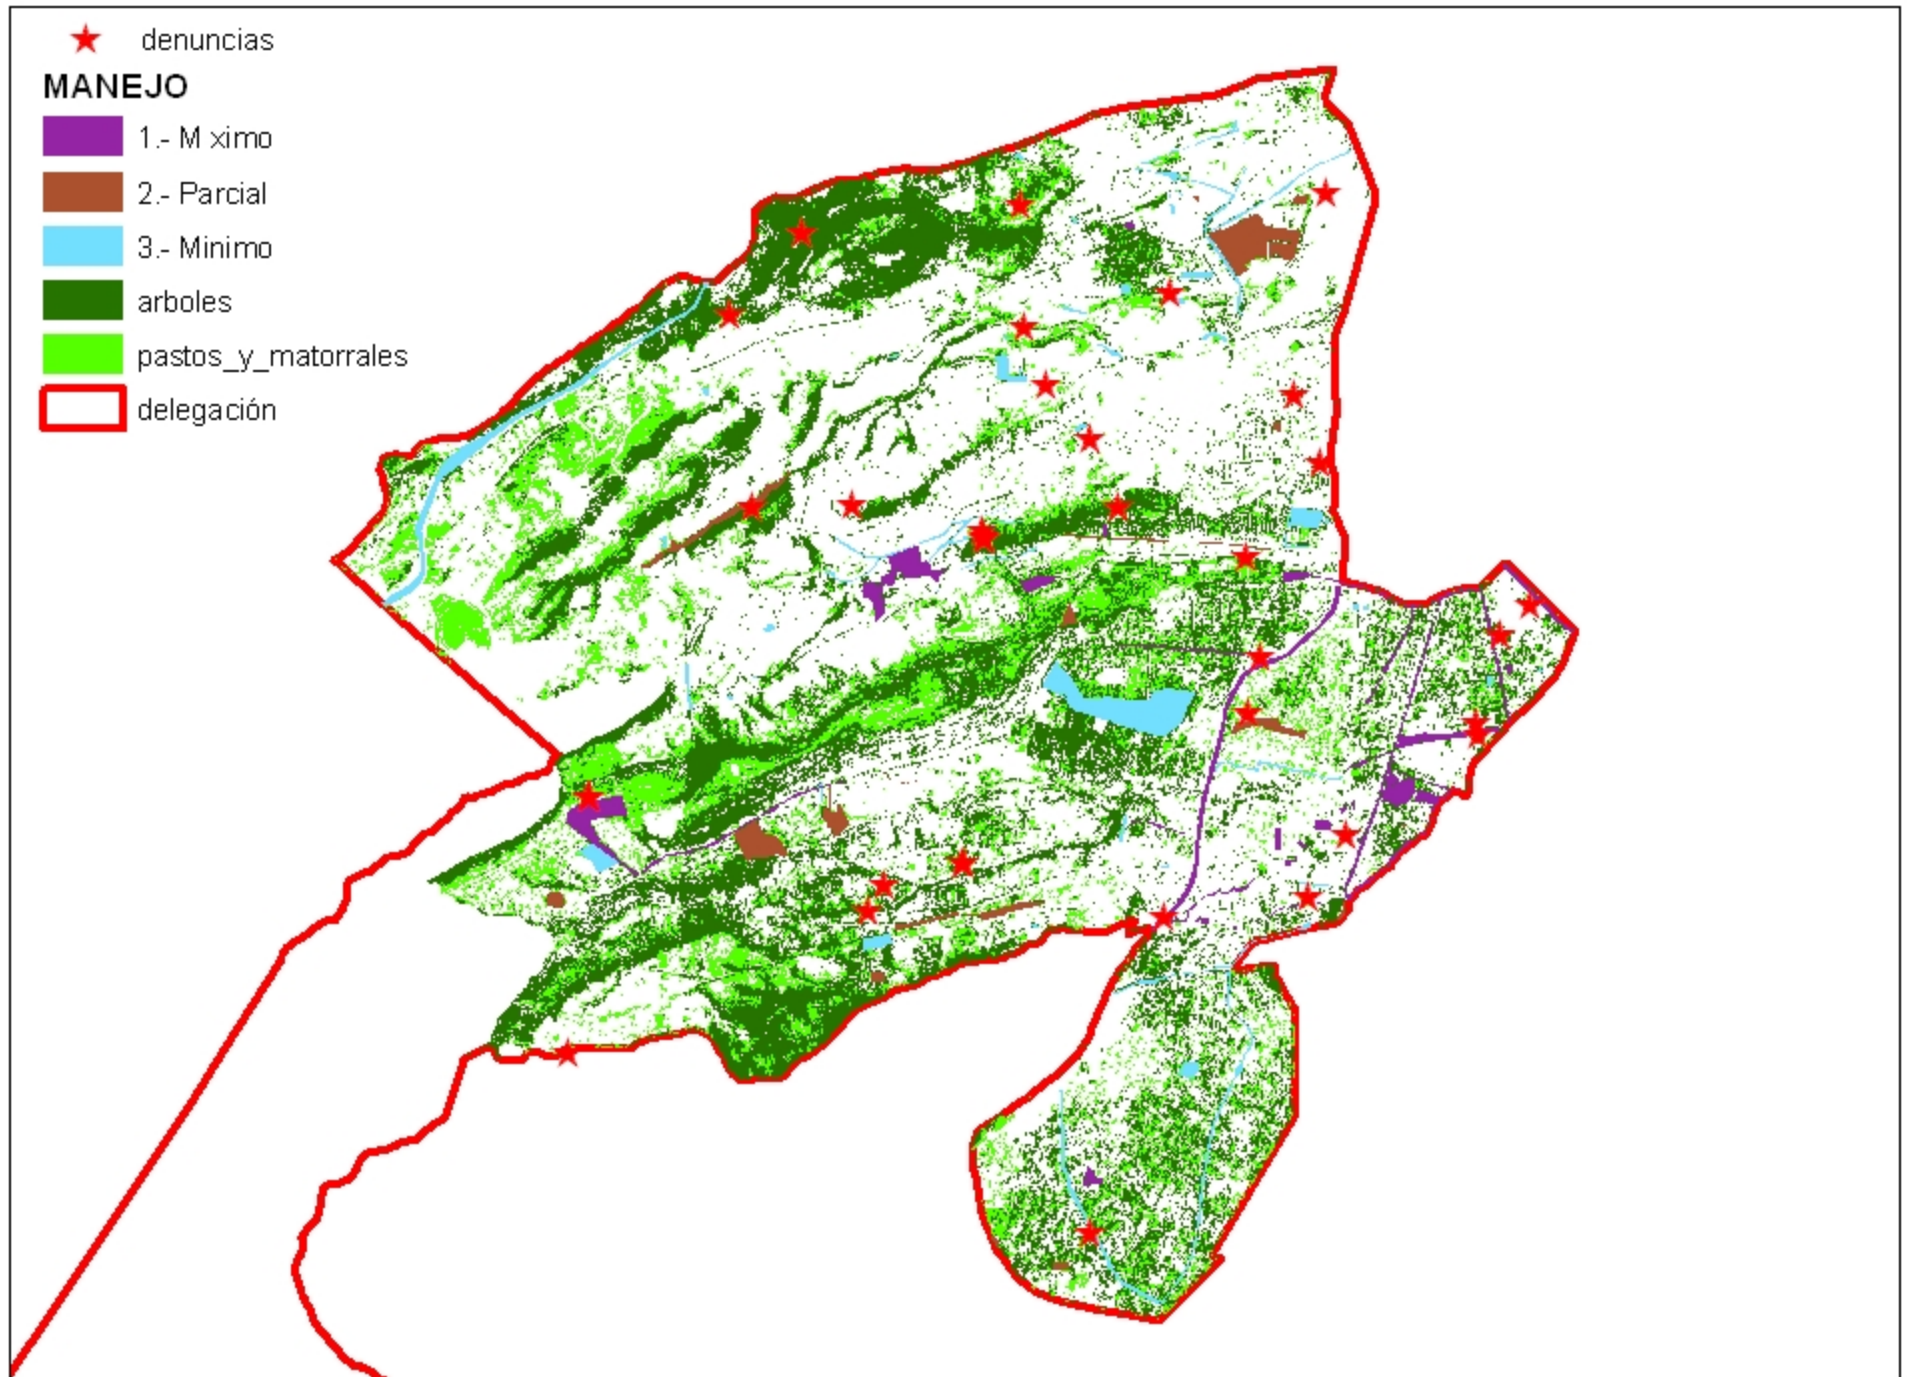 denuncias
MANEJO
1.- M ximo
2.- Parcial
3.- Minimo
arboles
pastos_y_matorrales
delegación